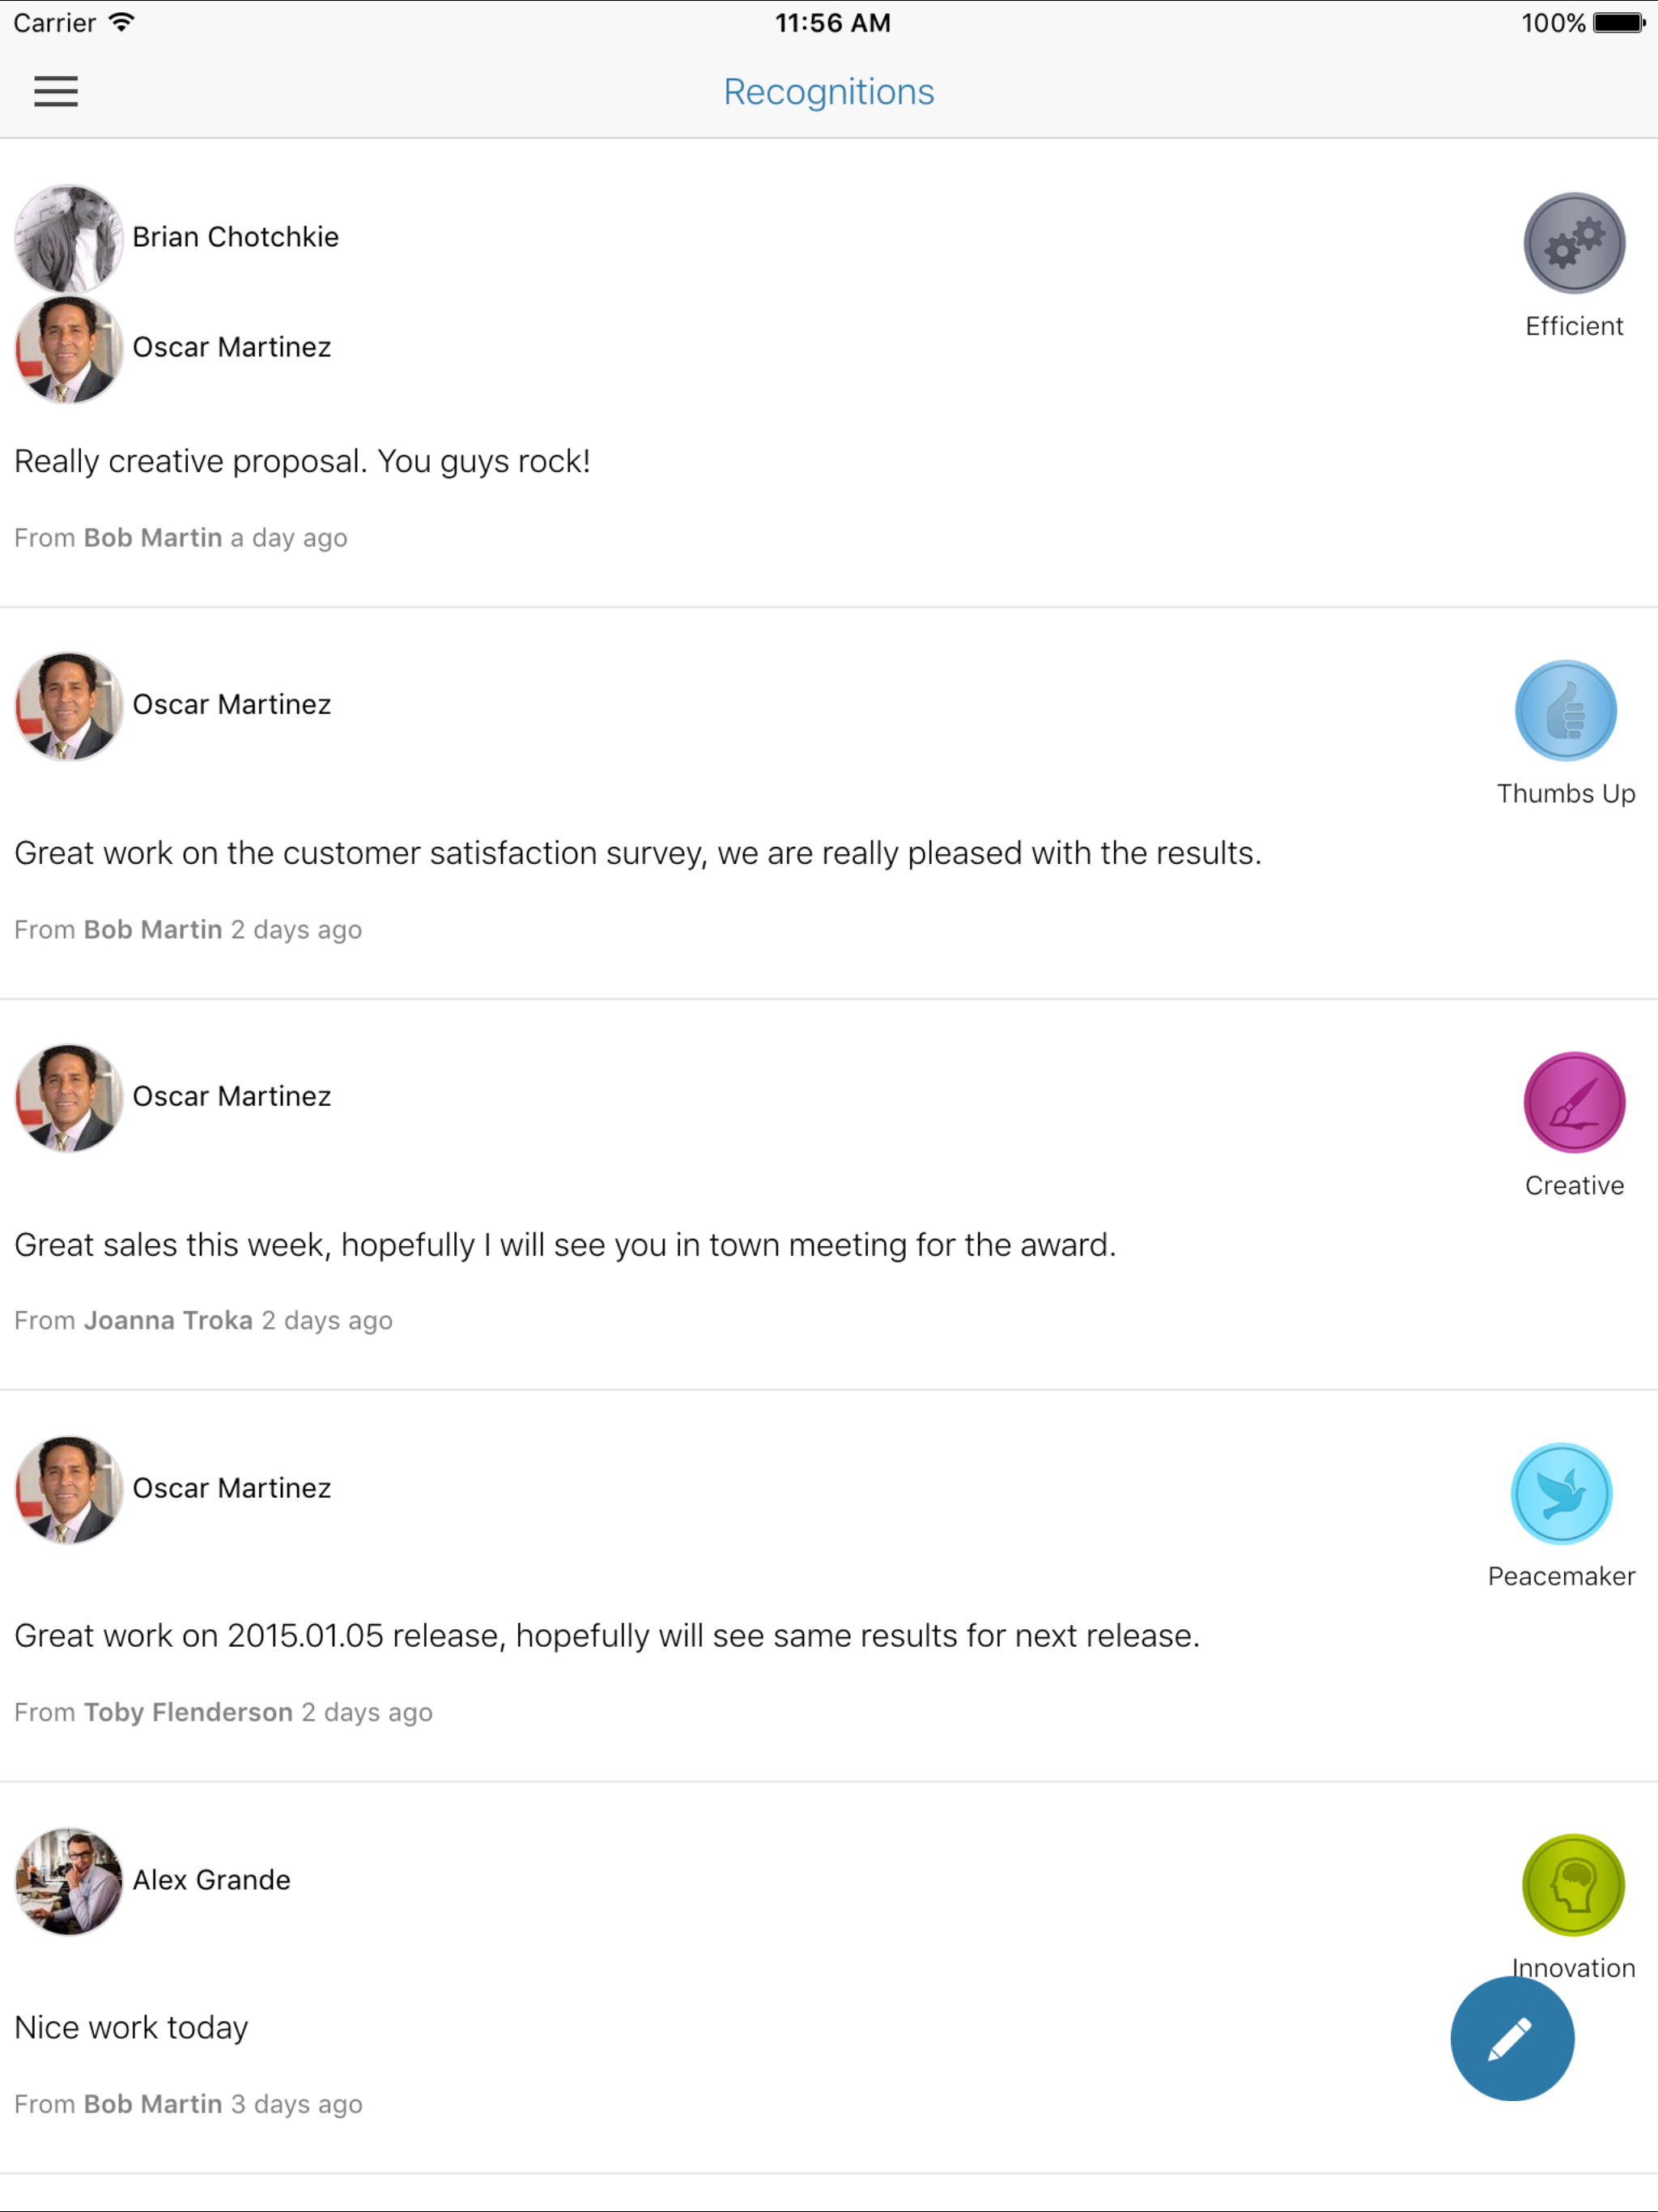 Carrier 11:56 AM 100%
Recognitions
Brian Chotchkie
Oscar Martinez
Efficient
Really creative proposal. You guys rock!
From Bob Martin a day ago
Oscar Martinez
Thumbs Up
Great work on the customer satisfaction survey, we are really pleased with the results.
From Bob Martin 2 days ago
Oscar Martinez
Creative
Great sales this week, hopefully I will see you in town meeting for the award.
From Joanna Troka 2 days ago
Oscar Martinez
Peacemaker
Great work on 2015.01.05 release, hopefully will see same results for next release.
From Toby Flenderson 2 days ago
Alex Grande
Innovation
Nice work today
From Bob Martin 3 days ago